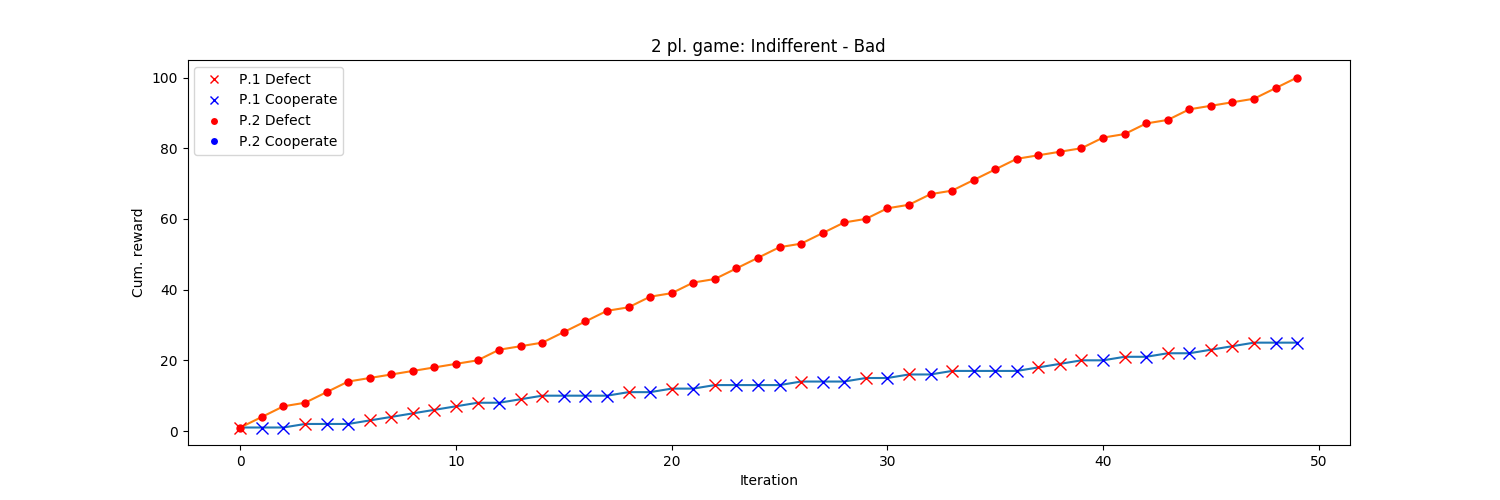 2 pl. game: Indifferent - Bad
P.1 Defect
P.1 Cooperate
P.2 Defect
P.2 Cooperate
100
80
60
40
20
0
Cum. reward
0 10 20 30 40 50
Iteration